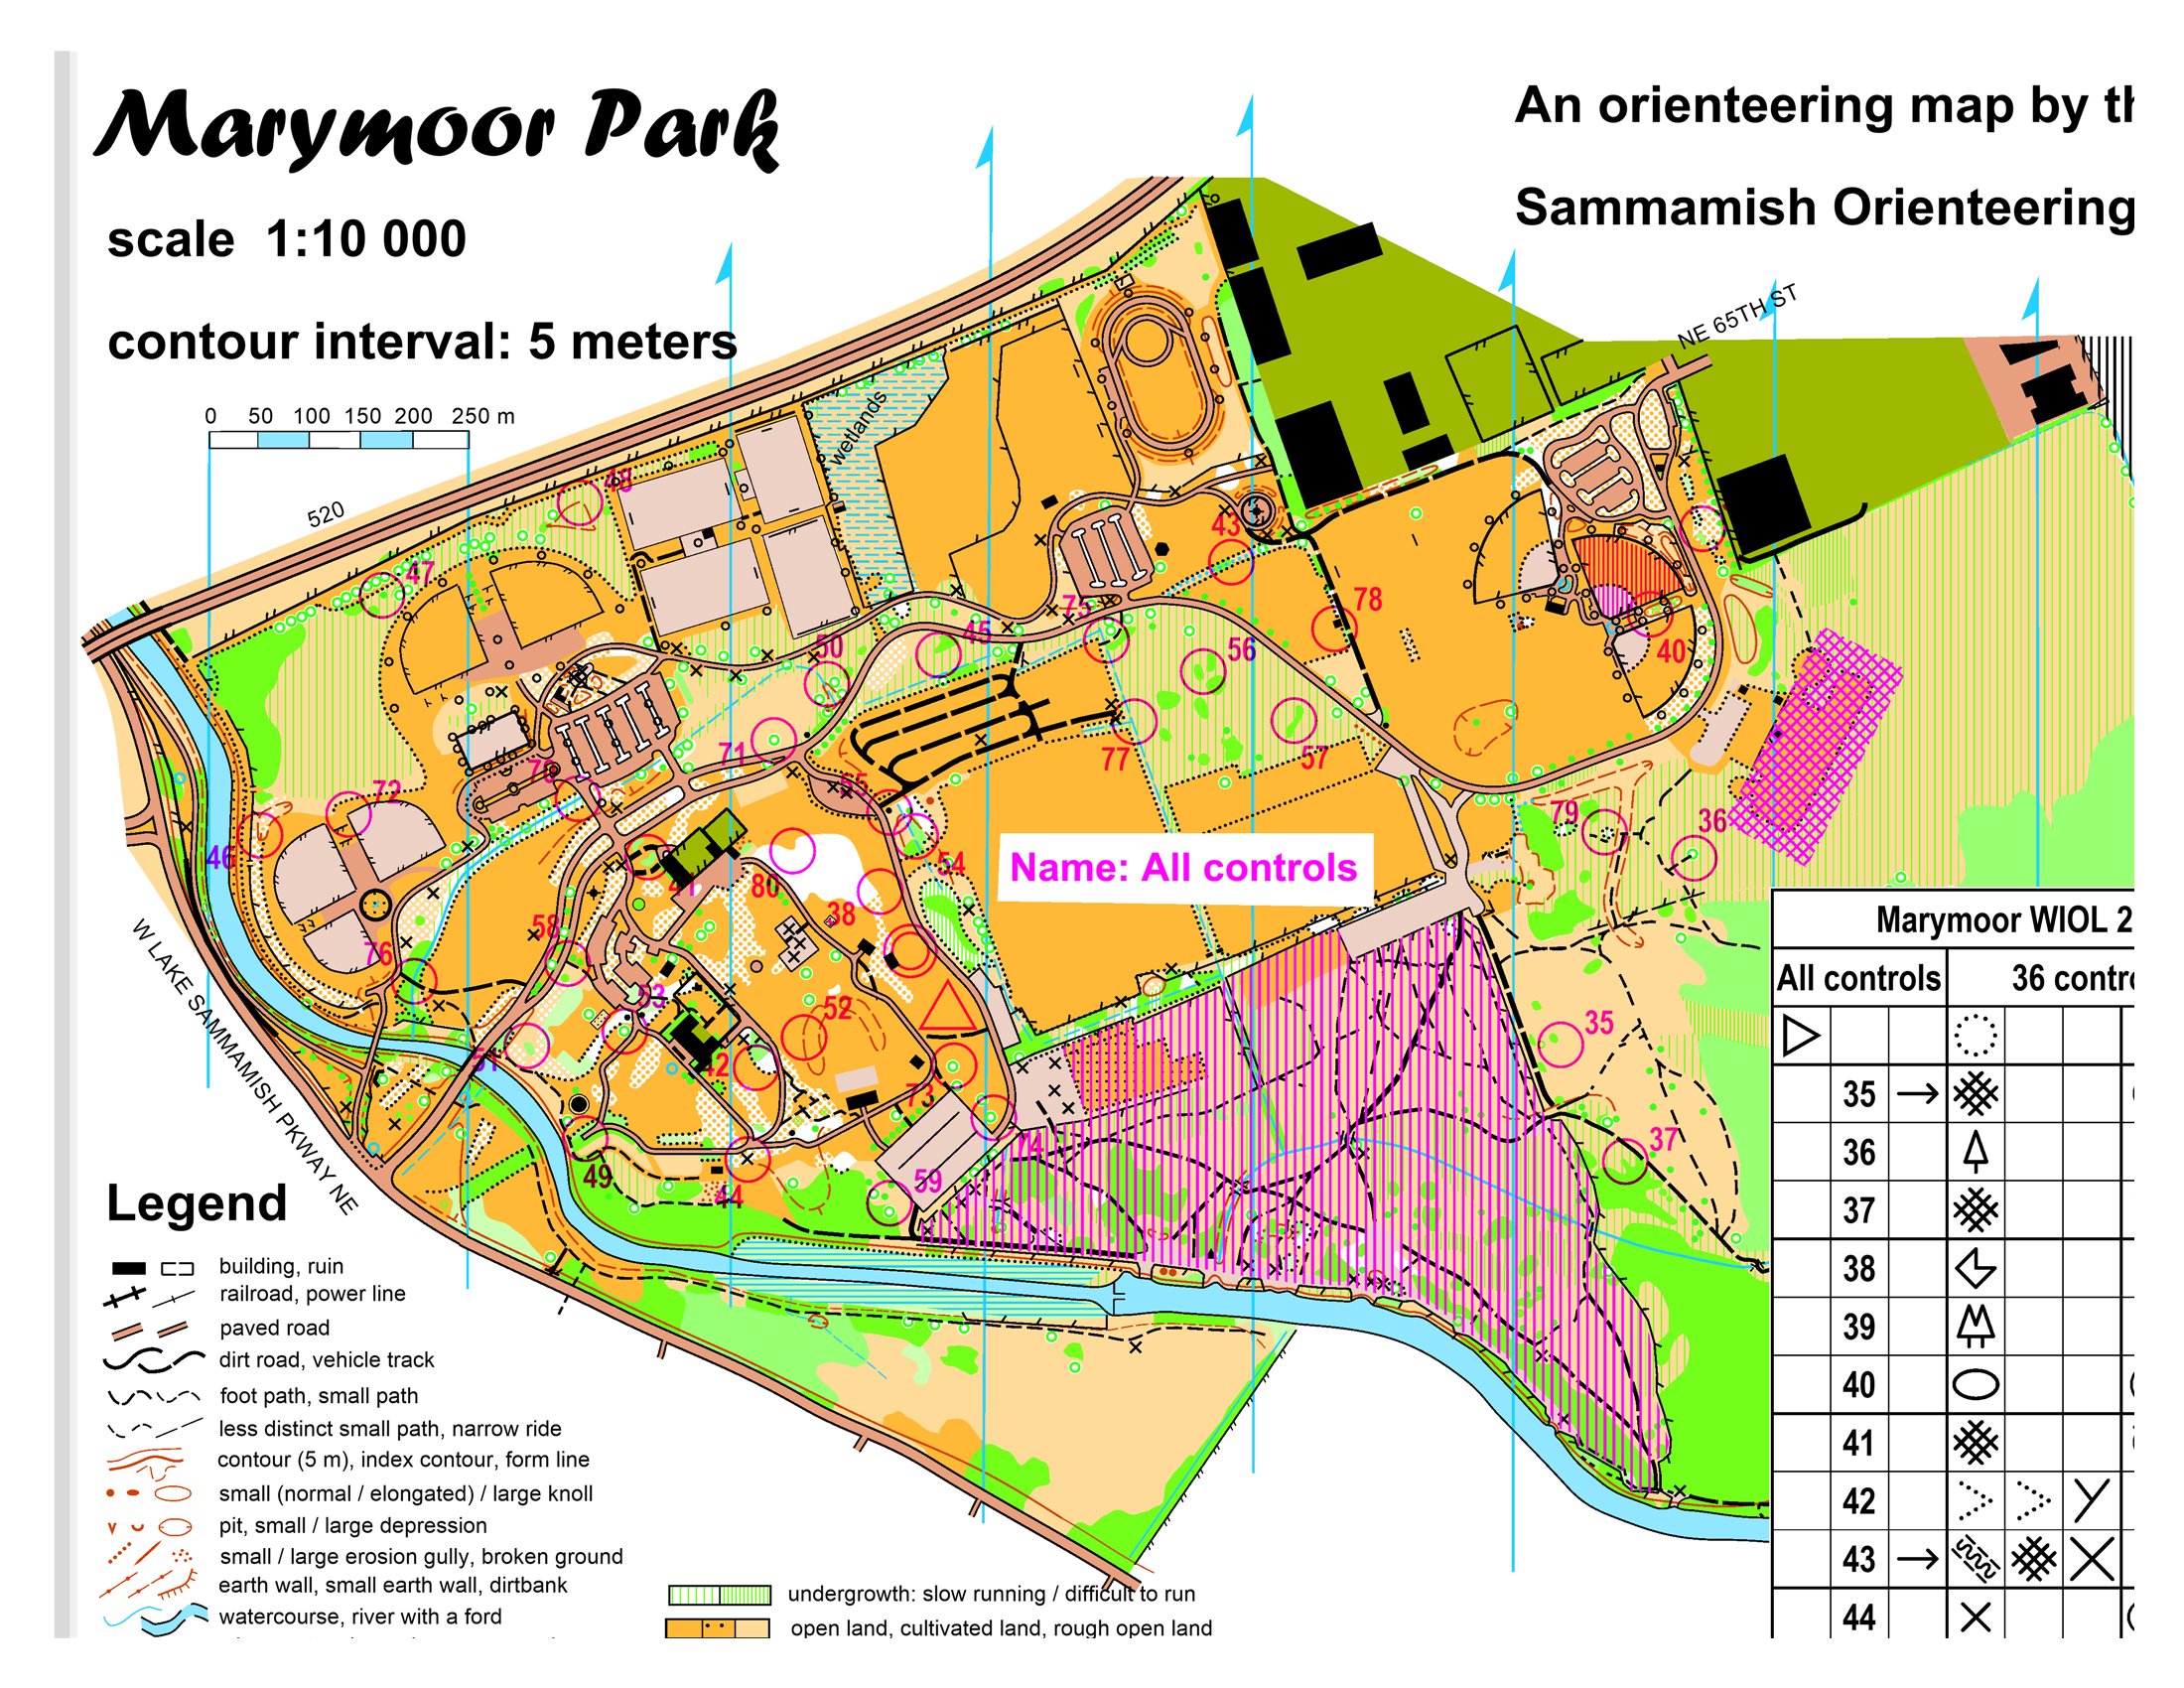 Marymoor Park
An orienteering map by th
scale 1:10 000
Sammamish Orienteering
contour interval: 5 meters
0 50 100 150 200 250 m
NE 65TH ST
wetlands
520
48
47
43
78
75
45
50
56
40
71
77
57
70
55
72
79
36
46
54
Name: All controls
41
80
38
58
76
53
52
35
51
42
73
37
74
49
59
44
W LAKE SAMMAMISH PKWAY NE
Marymoor WIOL 2
All controls 36 contro
35
36
37
38
39
40
41
42
43
44
Legend
building, ruin
railroad, power line
paved road
dirt road, vehicle track
foot path, small path
less distinct small path, narrow ride
contour (5 m), index contour, form line
small (normal / elongated) / large knoll
pit, small / large depression
small / large erosion gully, broken ground
earth wall, small earth wall, dirtbank
watercourse, river with a ford
undergrowth: slow running / difficult to run
open land, cultivated land, rough open land